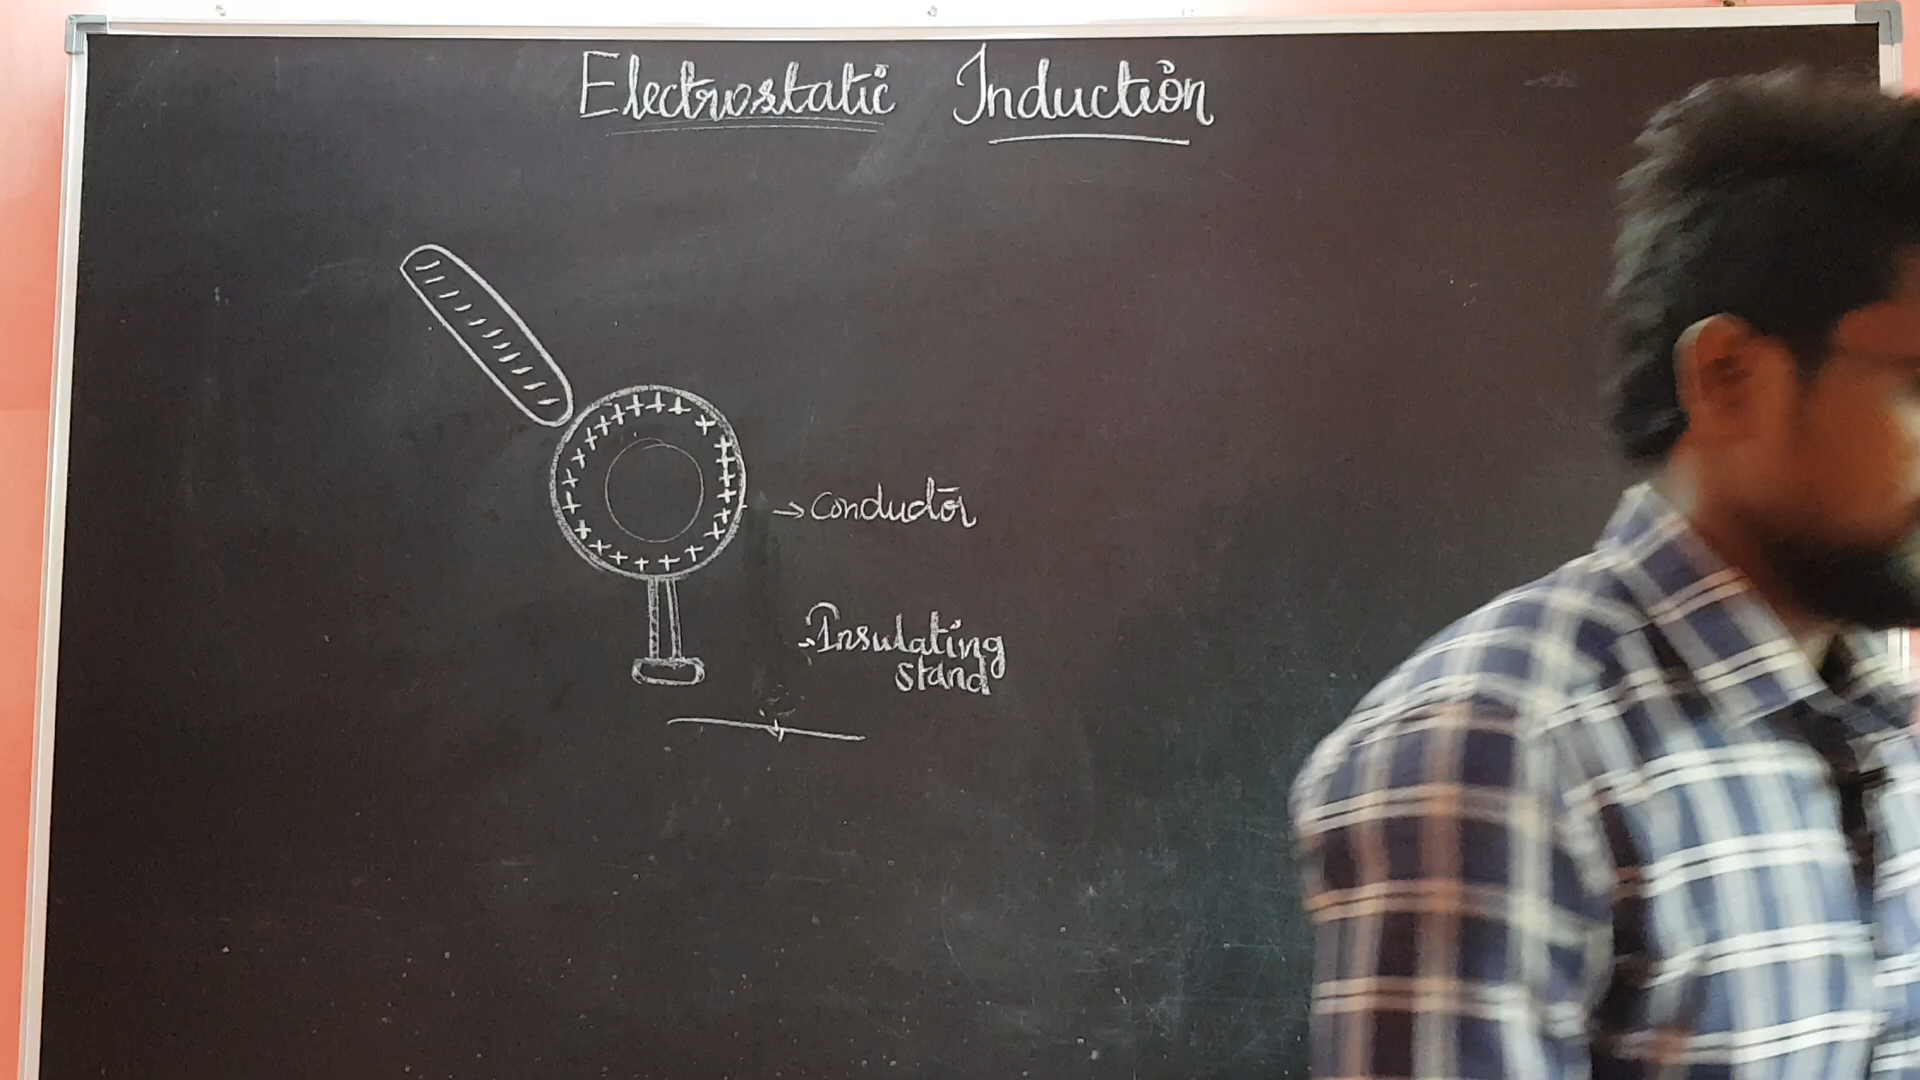 Electrostatic Induction
→ conductor
→ Insulating
stand